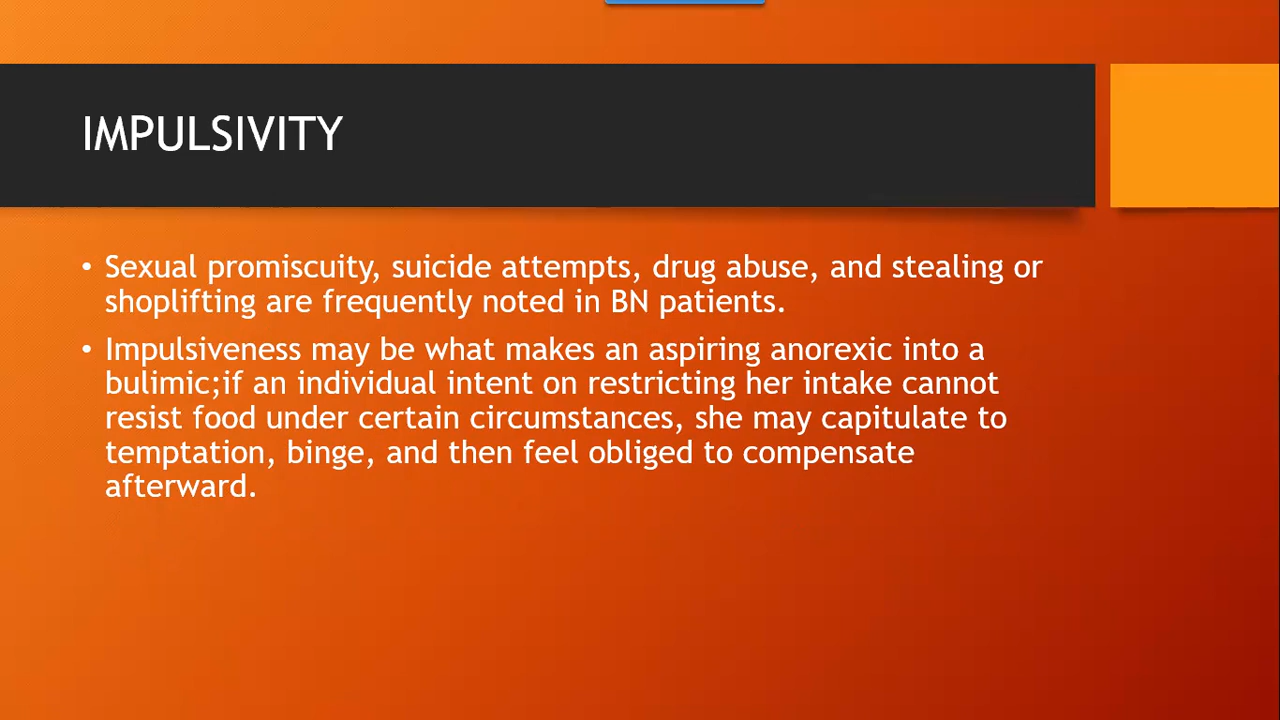 IMPULSIVITY
• Sexual promiscuity, suicide attempts, drug abuse, and stealing or
shoplifting are frequently noted in BN patients.
• Impulsiveness may be what makes an aspiring anorexic into a
bulimic;if an individual intent on restricting her intake cannot
resist food under certain circumstances, she may capitulate to
temptation, binge, and then feel obliged to compensate
afterward.